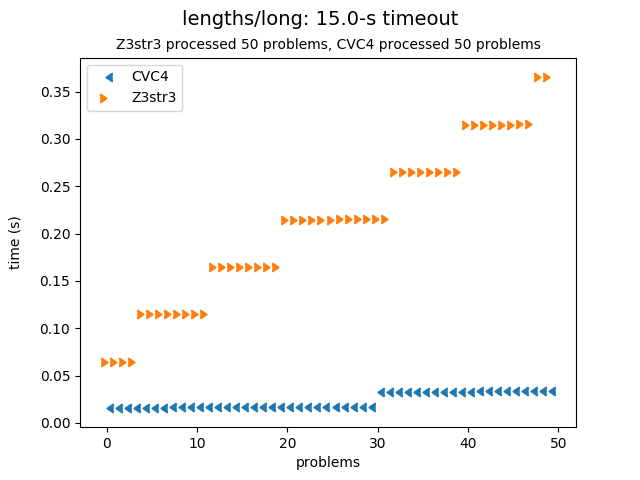 lengths/long: 15.0-s timeout
Z3str3 processed 50 problems, CVC4 processed 50 problems
CVC4
Z3str3
time (s)
0.35
0.30
0.25
0.20
0.15
0.10
0.05
0.00
0 10 20 30 40 50
problems